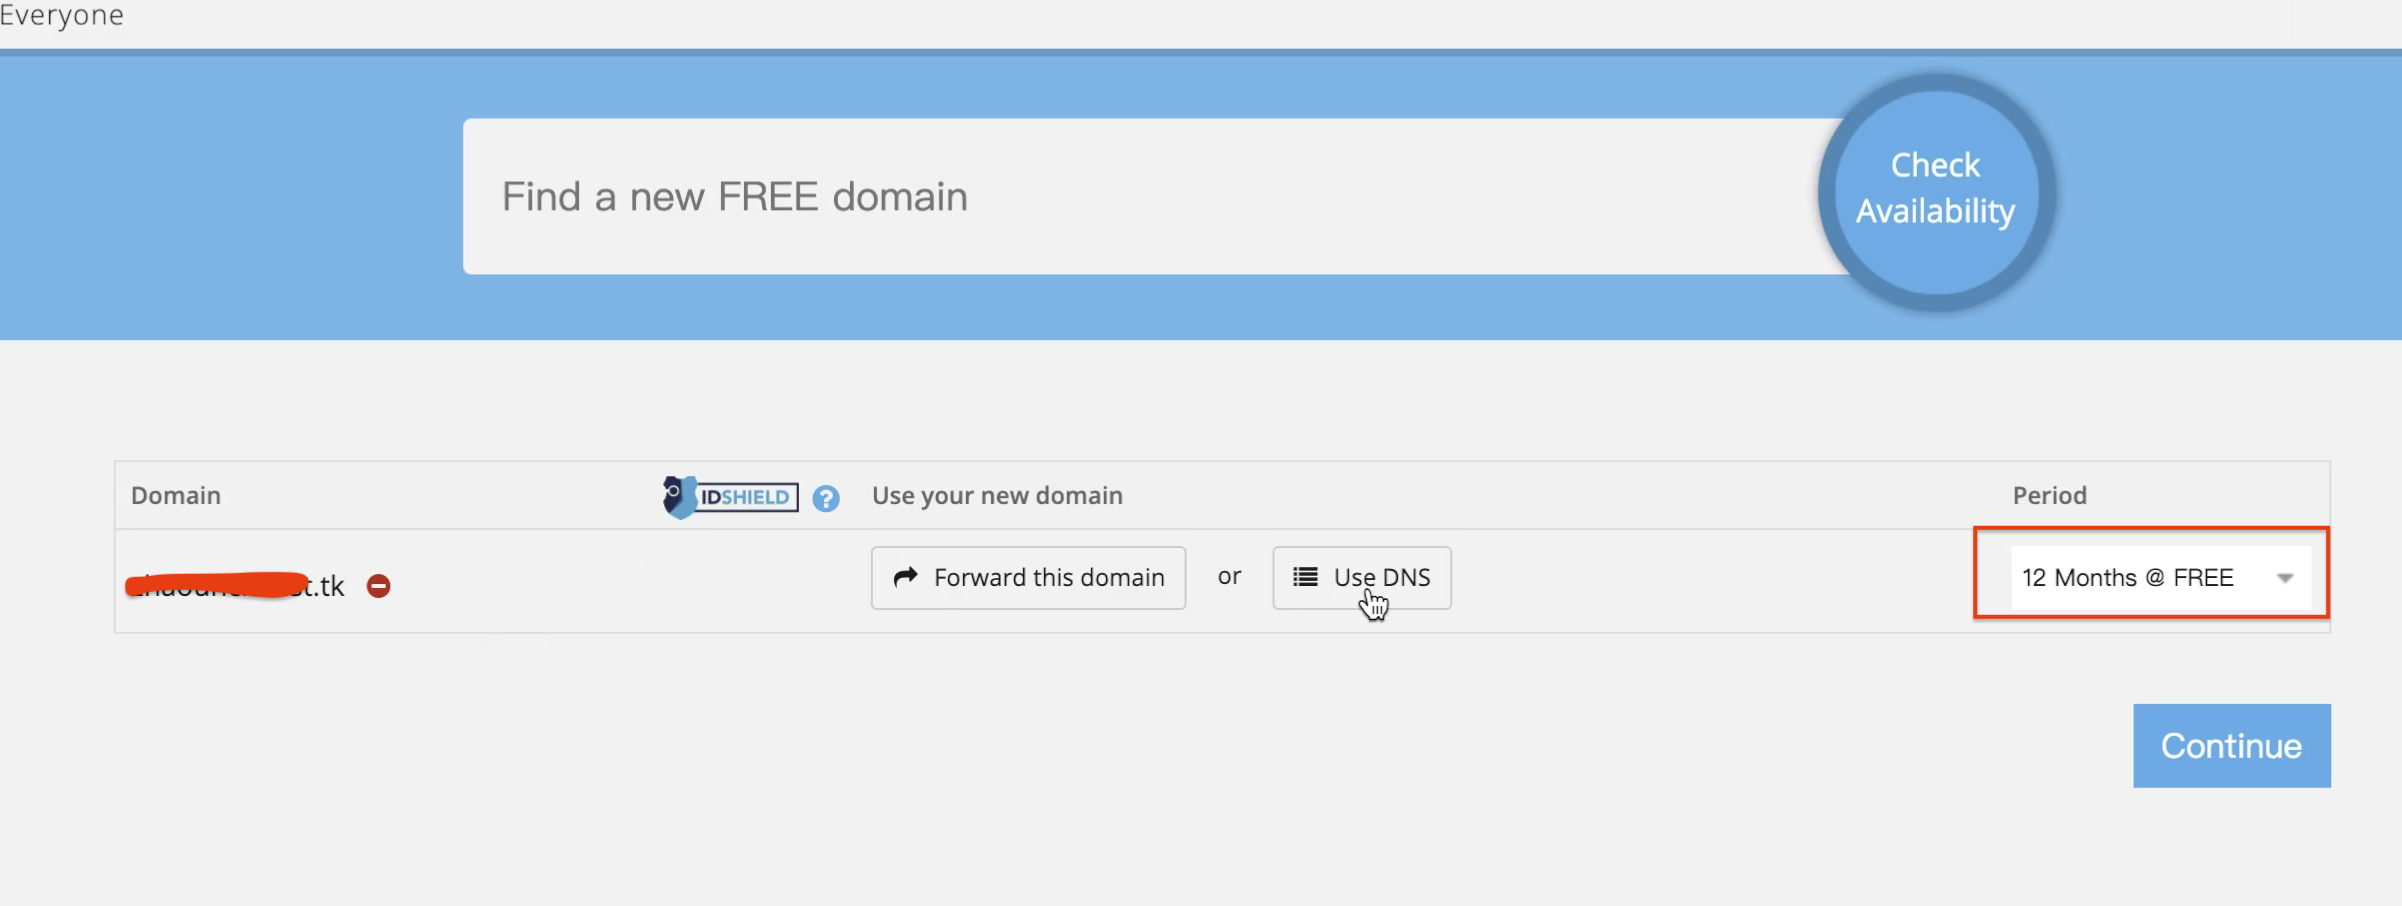 Everyone
Find a new FREE domain
Check
Availability
Domain
IDSHIELD
?
Use your new domain
Period
t.tk
Forward this domain
or
Use DNS
12 Months @ FREE
Continue